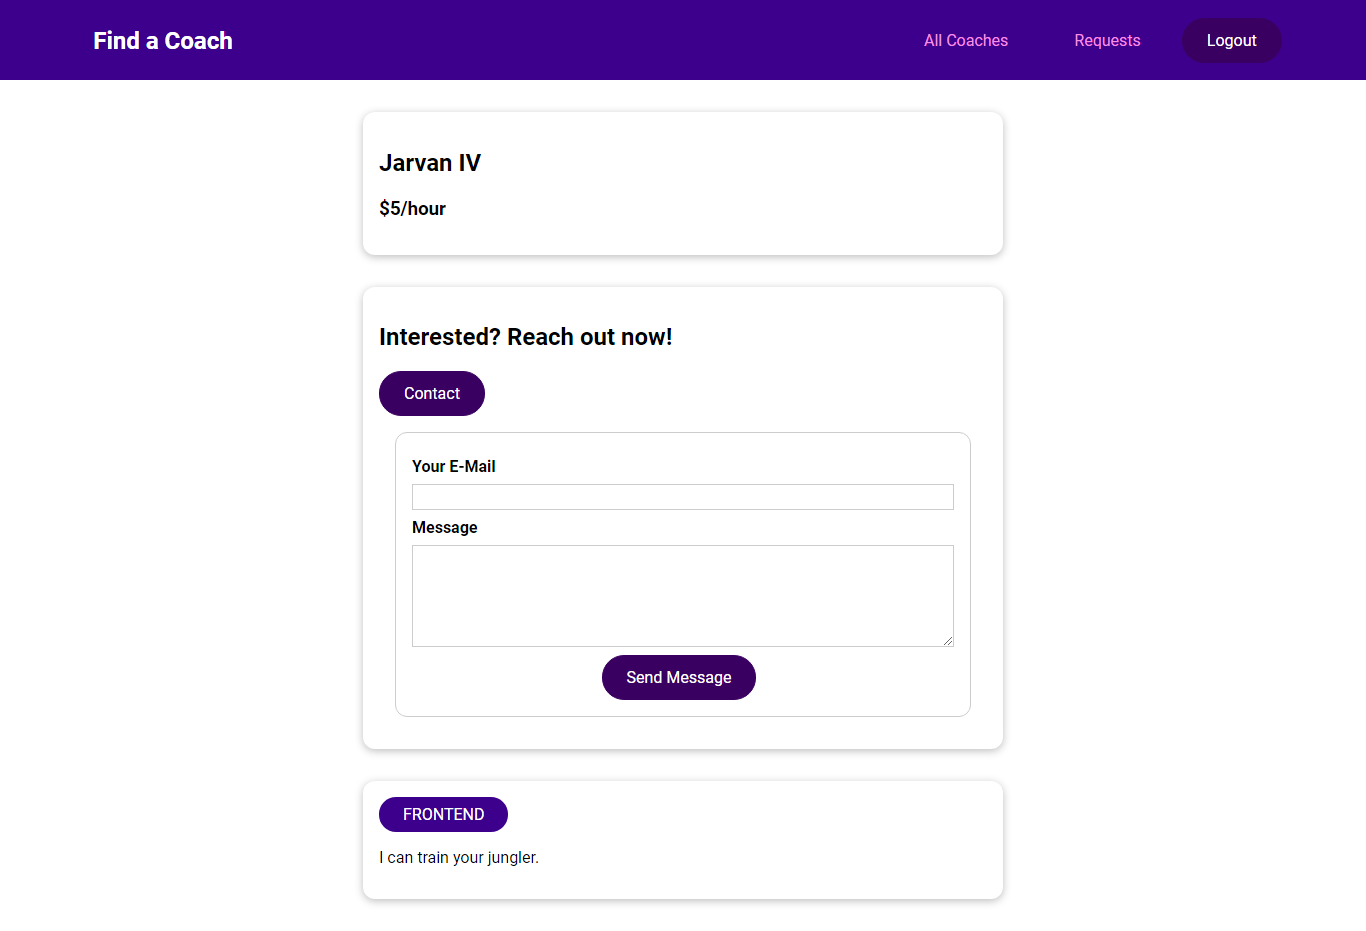 Find a Coach
All Coaches
Requests
Logout
Jarvan IV
$5/hour
Interested? Reach out now!
Contact
Your E-Mail
Message
Send Message
FRONTEND
I can train your jungler.